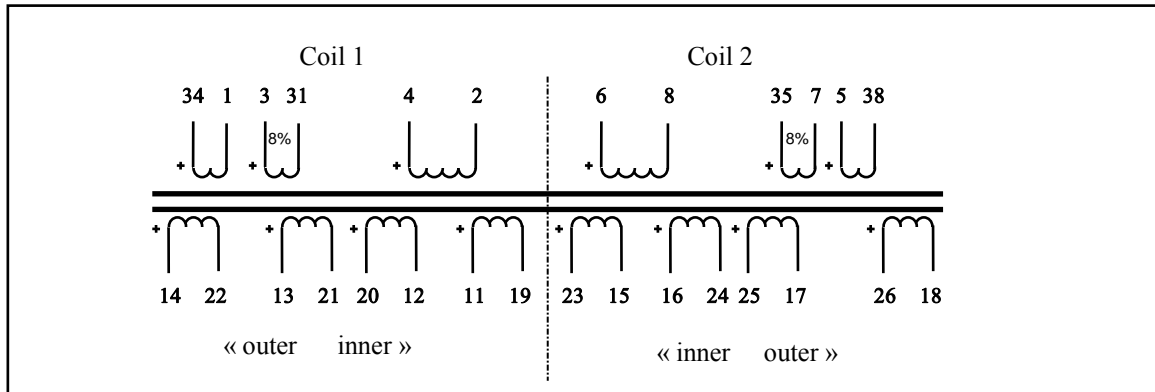 Coil 1 Coil 2
34 1 3 31 4 2 6 8 35 7 5 38
8% 8%
+ + + + + +
+ + + + + + + +
14 22 13 21 20 12 11 19 23 15 16 24 25 17 26 18
« outer inner » « inner outer »